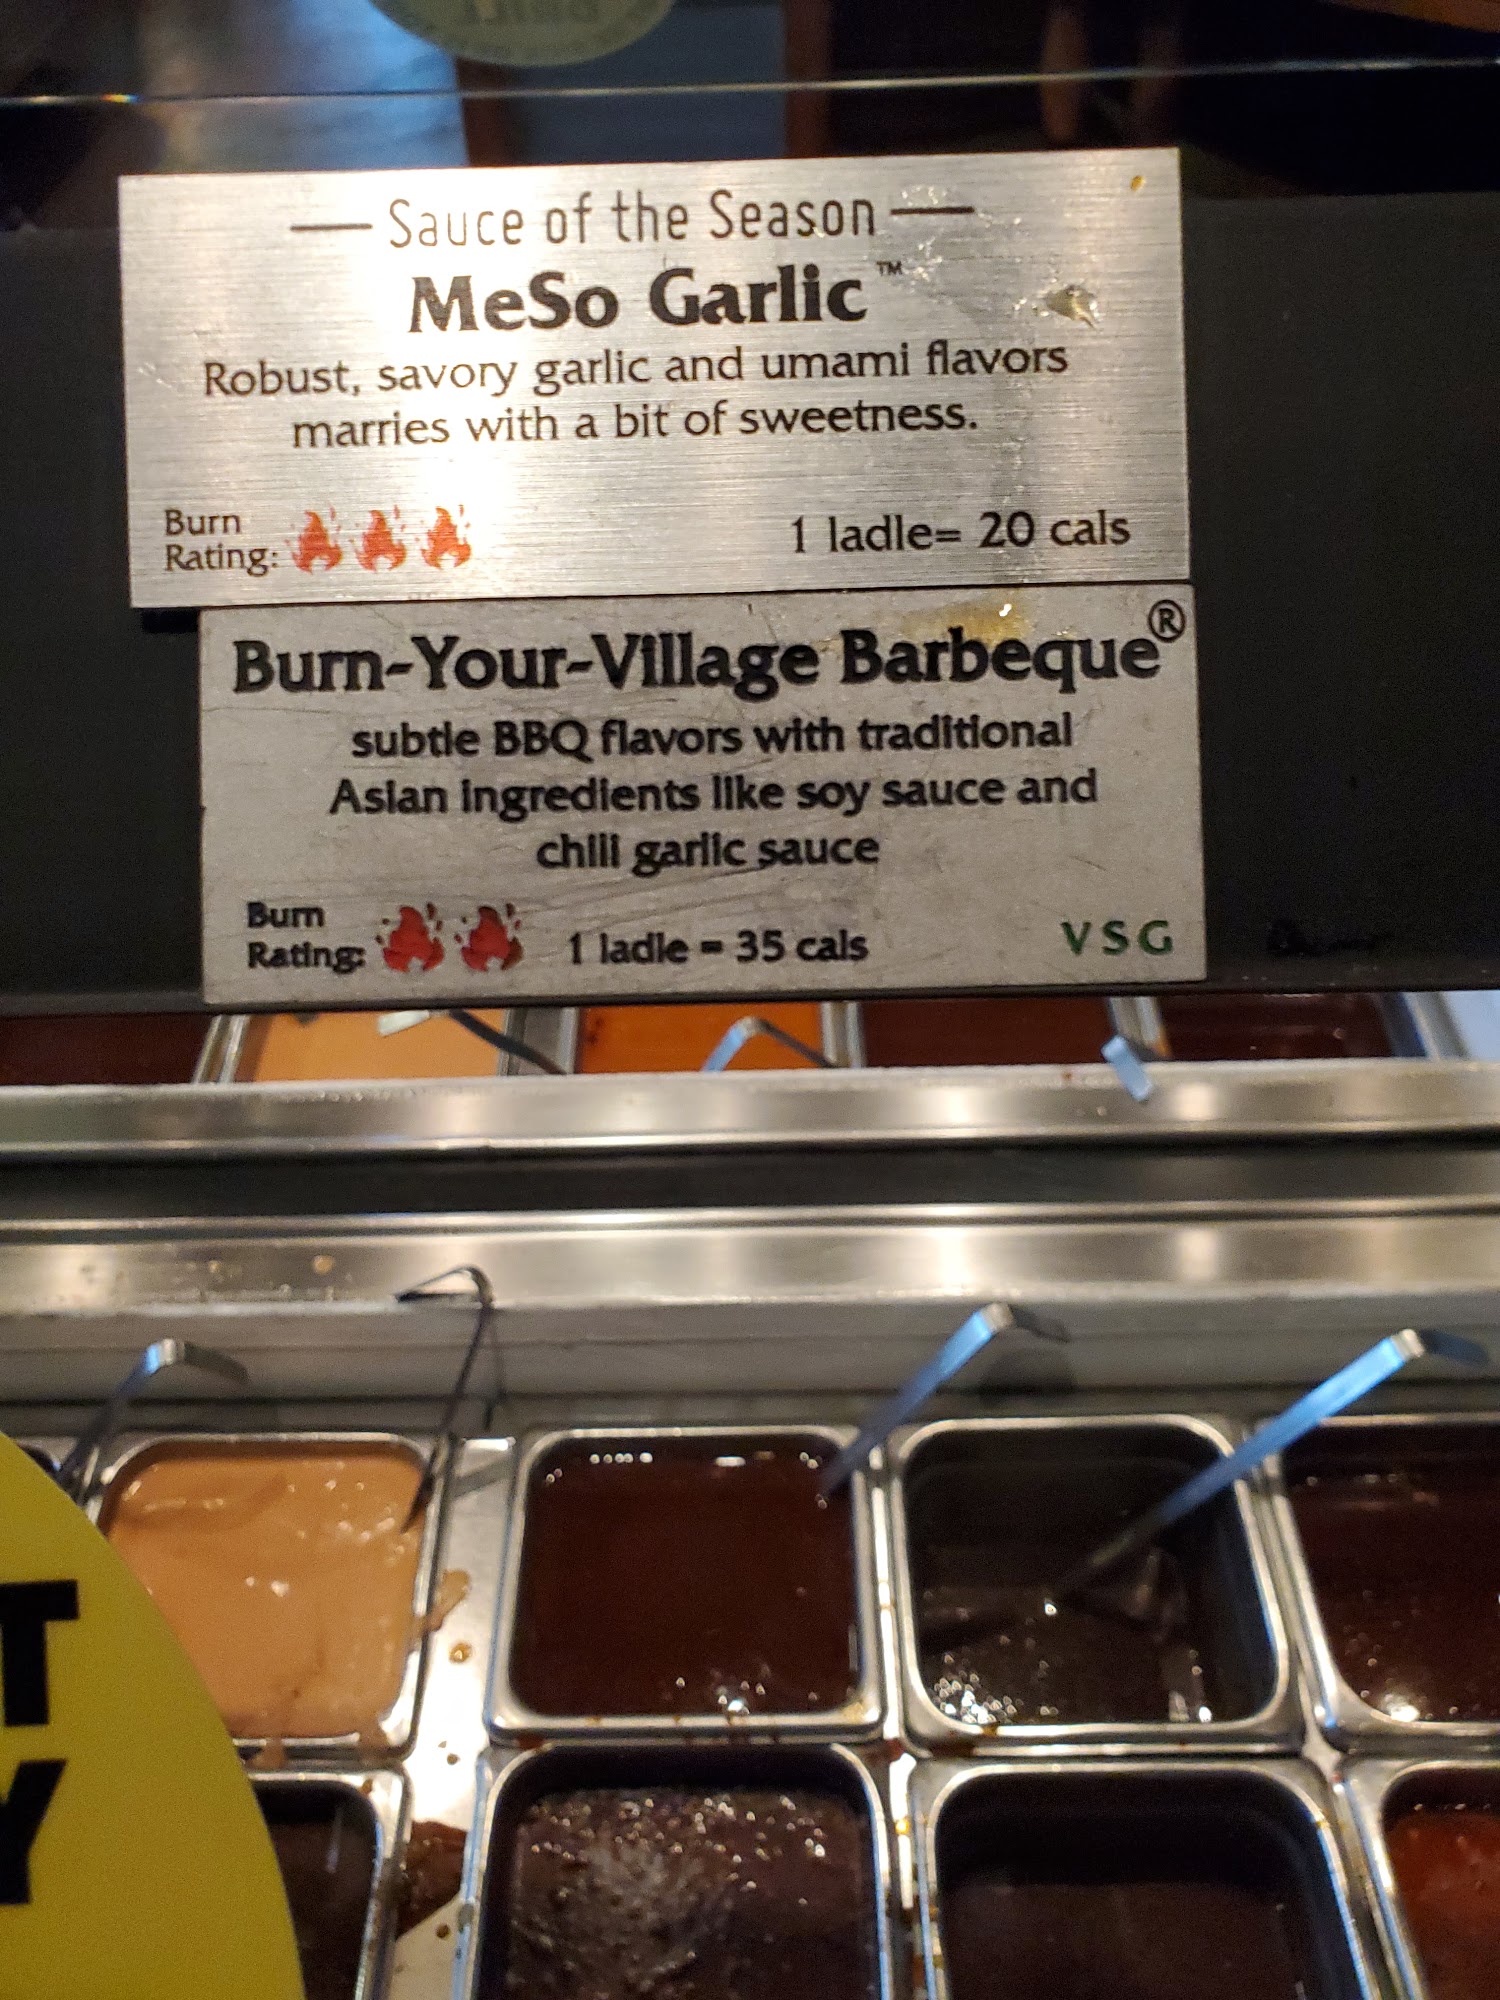 — Sauce of the Season —
MeSo Garlic™
Robust, savory garlic and umami flavors
marries with a bit of sweetness.
Burn
Rating:
1 ladle= 20 cals
Burn-Your-Village Barbeque®
subtle BBQ flavors with traditional
Asian ingredients like soy sauce and
chili garlic sauce
Burn
Rating:
1 ladle = 35 cals
V S G
T
Y